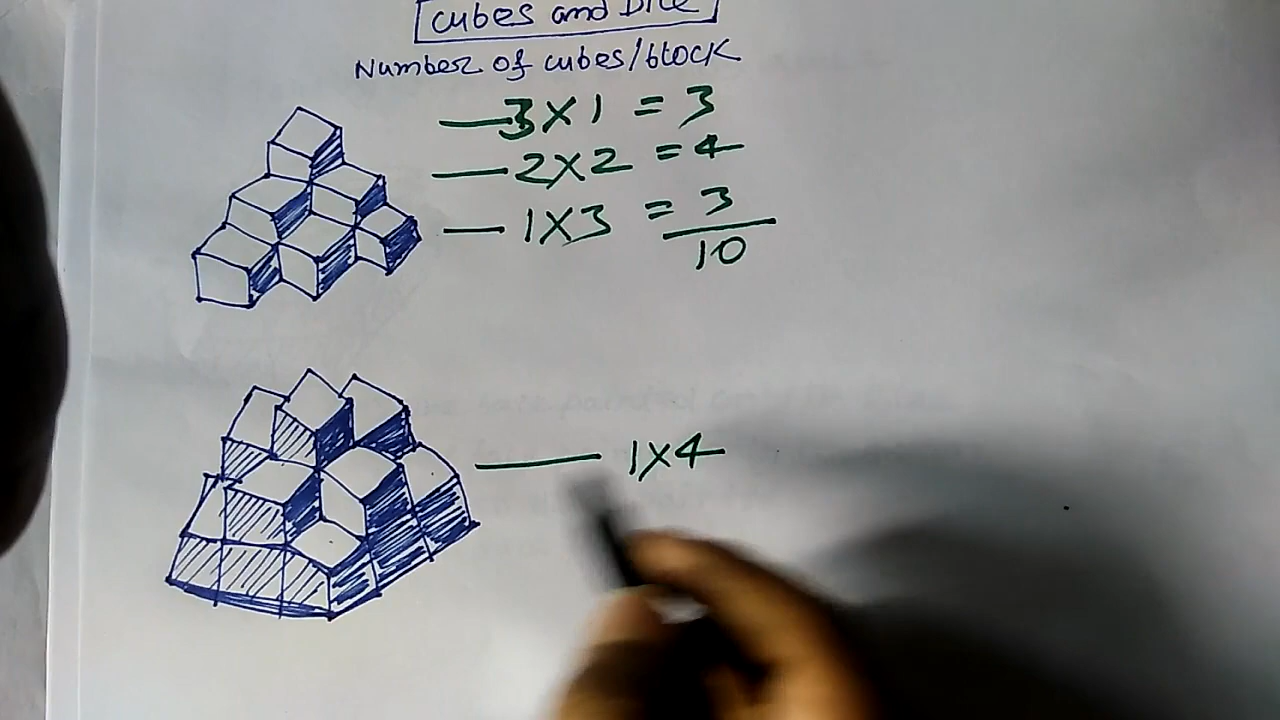 Cubes and Dice
Number of cubes/block
3 X 1 = 3
2 X 2 = 4
1 X 3 = 3
10
1 X 4